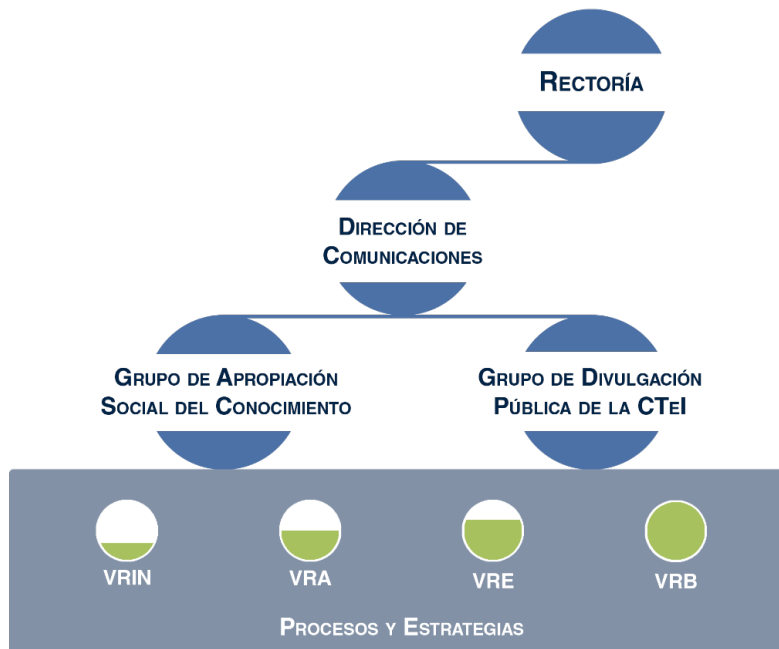 Rectoría
Dirección de
Comunicaciones
Grupo de Apropiación
Social del Conocimiento
Grupo de Divulgación
Pública de la CTeI
VRIN
VRA
VRE
VRB
Procesos y Estrategias